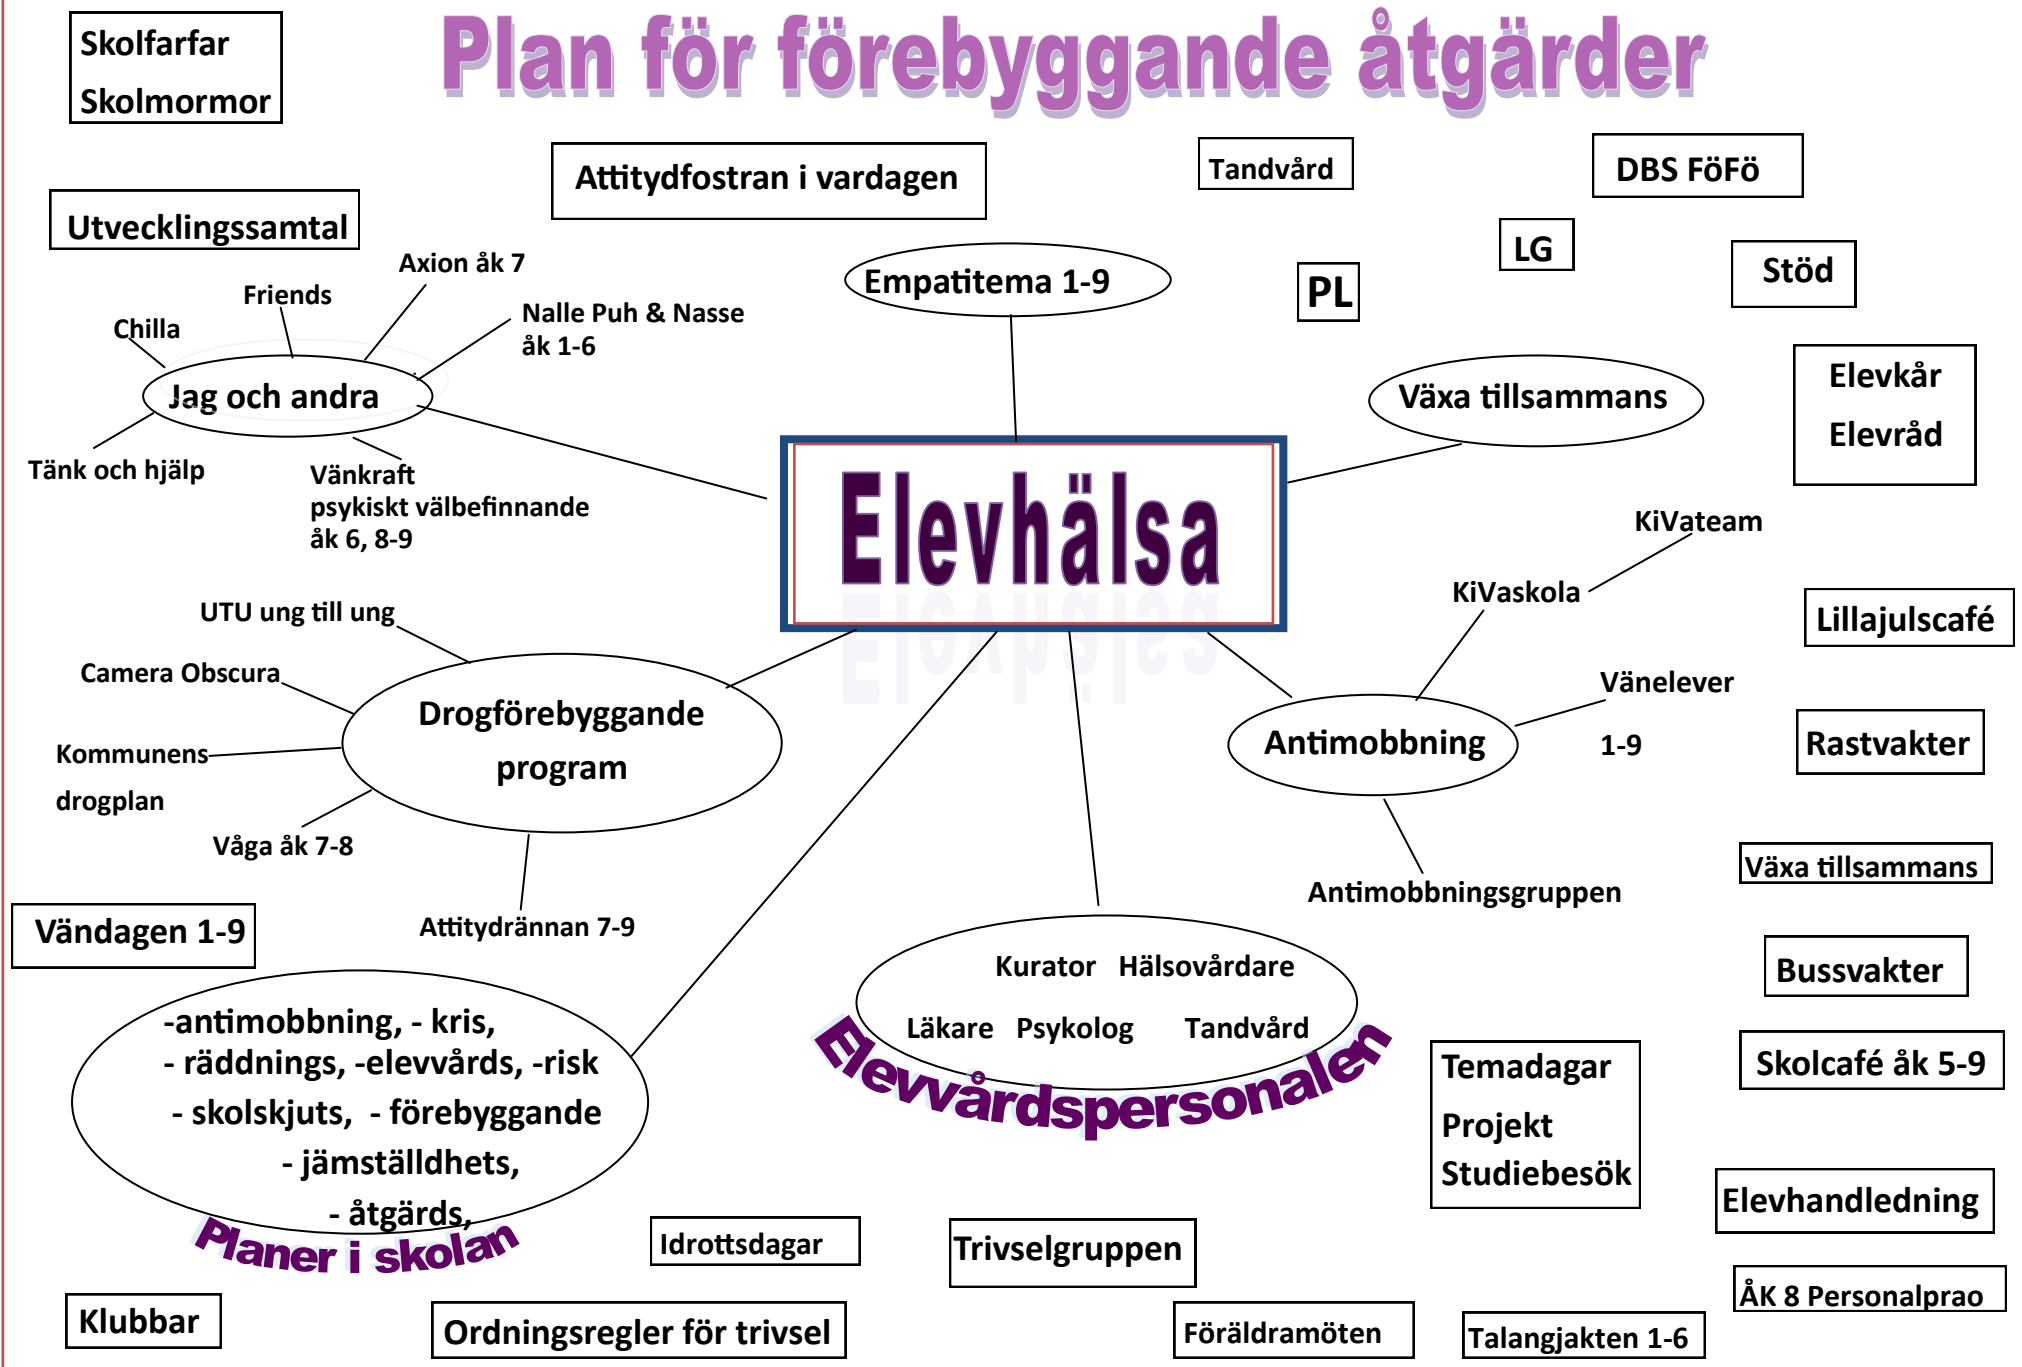 Plan för förebyggande åtgärder
Skolfarfar
Skolmormor
Attitydfostran i vardagen
Tandvård
DBS FöFö
Utvecklingssamtal
LG
Stöd
PL
Empatitema 1-9
Axion åk 7
Friends
Chilla
Nalle Puh & Nasse
åk 1-6
Jag och andra
Tänk och hjälp
Vänkraft
psykiskt välbefinnande
åk 6, 8-9
Växa tillsammans
Elevkår
Elevråd
Elevhälsa
KiVateam
KiVaskola
Lillajulscafé
Vänelever
1-9
Antimobbning
Rastvakter
Antimobbningsgruppen
Växa tillsammans
UTU ung till ung
Camera Obscura
Kommunens
drogplan
Drogförebyggande
program
Våga åk 7-8
Attitydrännan 7-9
Vändagen 1-9
Bussvakter
Kurator Hälsovårdare
Läkare Psykolog Tandvård
Elevvårdspersonalen
-antimobbning, - kris,
- räddnings, -elevvårds, -risk
- skolskjuts, - förebyggande
- jämställdhets,
- åtgärds,
Planer i skolan
Temadagar
Projekt
Studiebesök
Skolcafé åk 5-9
Elevhandledning
Idrottsdagar
Trivselgruppen
ÅK 8 Personalprao
Klubbar
Ordningsregler för trivsel
Föräldramöten
Talangjakten 1-6